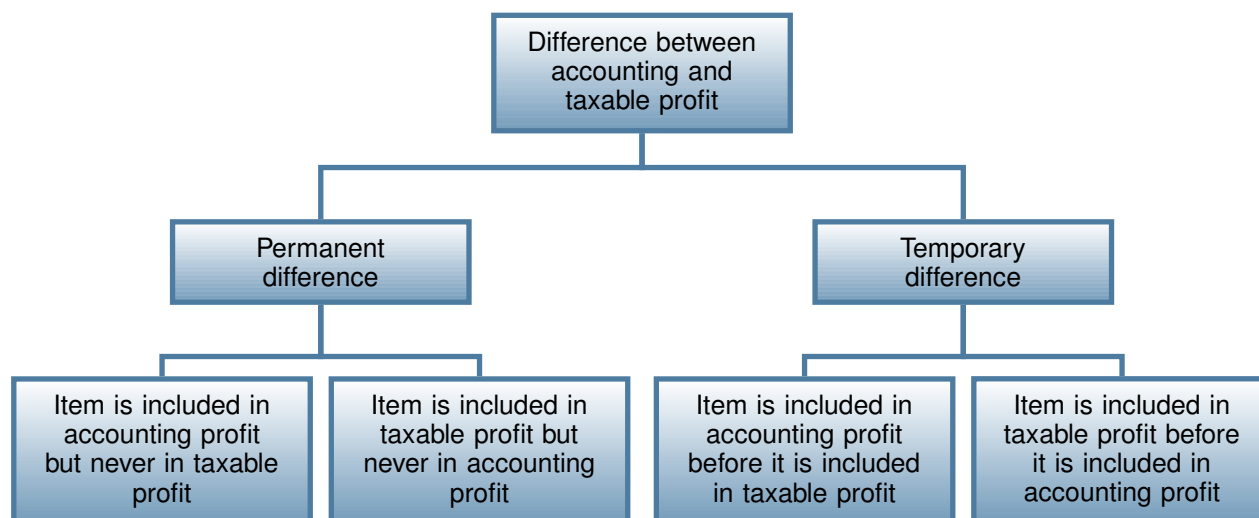 Difference between
accounting and
taxable profit
Permanent
difference
Temporary
difference
Item is included in
accounting profit
but never in taxable
profit
Item is included in
taxable profit but
never in accounting
profit
Item is included in
accounting profit
before it is included
in taxable profit
Item is included in
taxable profit before
it is included in
accounting profit